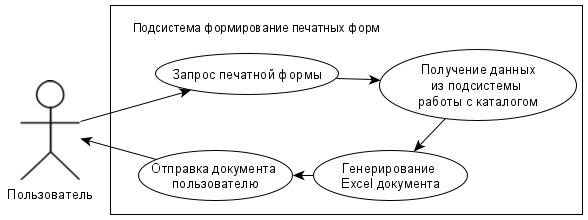 Подсистема формирование печатных форм
Запрос печатной формы
Получение данных
из подсистемы
работы с каталогом
Генерирование
Excel документа
Отправка документа
пользователю
Пользователь